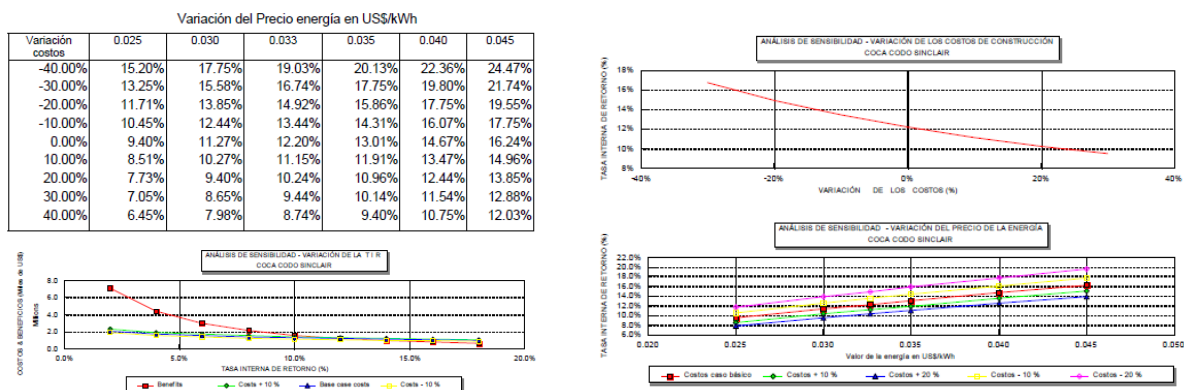 Variación del Precio energía en US$/kWh
Variación costos 0.025 0.030 0.033 0.035 0.040 0.045
-40.00% 15.20% 17.75% 19.03% 20.13% 22.36% 24.47%
-30.00% 13.25% 15.58% 16.74% 17.75% 19.80% 21.74%
-20.00% 11.71% 13.85% 14.92% 15.86% 17.75% 19.55%
-10.00% 10.45% 12.44% 13.44% 14.31% 16.07% 17.75%
0.00% 9.40% 11.27% 12.20% 13.01% 14.67% 16.24%
10.00% 8.51% 10.27% 11.15% 11.91% 13.47% 14.96%
20.00% 7.73% 9.40% 10.24% 10.96% 12.44% 13.85%
30.00% 7.05% 8.65% 9.44% 10.14% 11.54% 12.88%
40.00% 6.45% 7.98% 8.74% 9.40% 10.75% 12.03%
ANÁLISIS DE SENSIBILIDAD - VARIACIÓN DE LA T I R
COCA CODO SINCLAIR
COSTOS & BENEFICIOS (Miles de US$)
Millions
8.0
6.0
4.0
2.0
0.0
0.0% 5.0% 10.0% 15.0% 20.0%
TASA INTERNA DE RETORNO (%)
Benefits Costs + 10 % Base case costs Costs - 10 %
ANÁLISIS DE SENSIBILIDAD - VARIACIÓN DE LOS COSTOS DE CONSTRUCCIÓN
COCA CODO SINCLAIR
TASA INTERNA DE RETORNO (%)
18%
16%
14%
12%
10%
8%
-40% -20% 0% 20% 40%
VARIACIÓN DE LOS COSTOS (%)
ANÁLISIS DE SENSIBILIDAD - VARIACIÓN DEL PRECIO DE LA ENERGÍA
COCA CODO SINCLAIR
TASA INTERNA DE RETORNO (%)
22.0%
20.0%
18.0%
16.0%
14.0%
12.0%
10.0%
8.0%
6.0%
0.020 0.025 0.030 0.035 0.040 0.045 0.050
Valor de la energía en US$/kWh
Costos caso básico Costos + 10 % Costos + 20 % Costos - 10 % Costos - 20 %